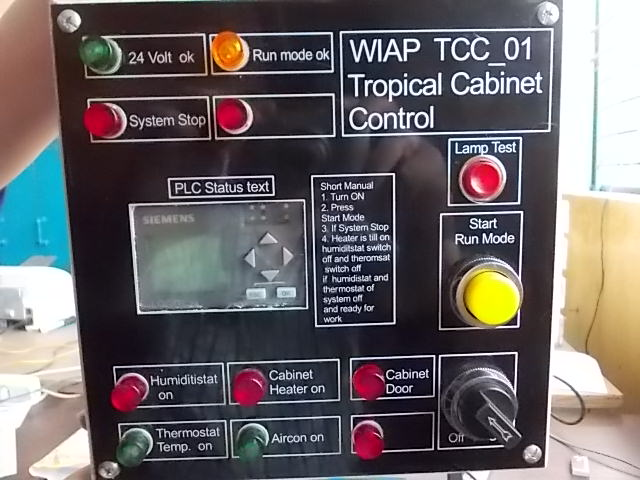 24 Volt ok
Run mode ok
WIAP TCC_01
Tropical Cabinet
Control
System Stop
Lamp Test
PLC Status text
Short Manual
1. Turn ON
2. Press
Start Mode
3. If System Stop
4. Heater is till on
humiditstat switch
off and theromsat
switch off
if humidistat and
thermostat of
system off
and ready for
work
SIEMENS
ESC
OK
Start
Run Mode
Humiditistat
on
Cabinet
Heater on
Cabinet
Door
Thermostat
Temp. on
Aircon on
Off